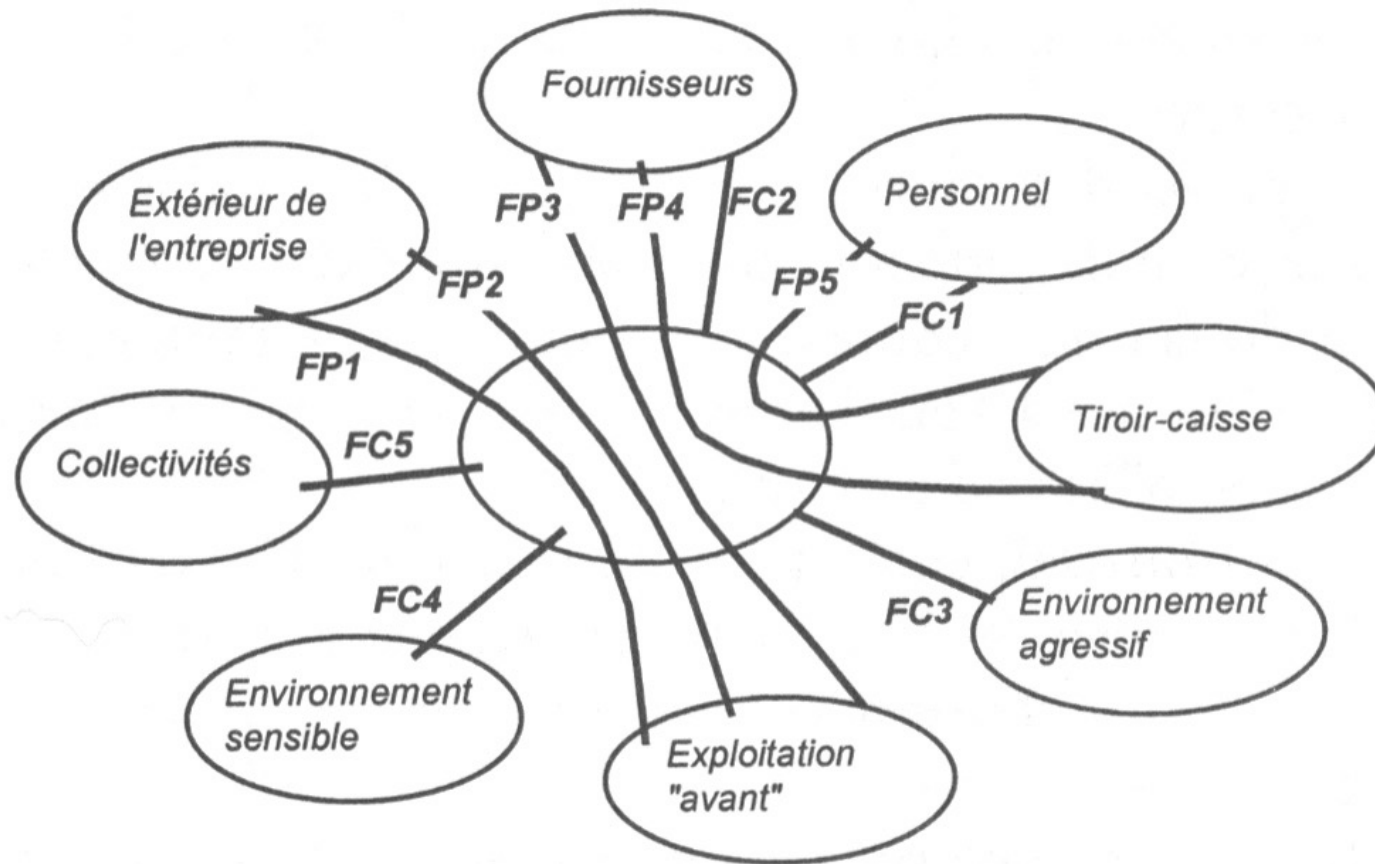 Fournisseurs
Personnel
Extérieur de
l'entreprise
FP3
FP4
FC2
FP2
FP5
FC1
FP1
Tiroir-caisse
Collectivités
FC5
FC4
FC3
Environnement
agressif
Environnement
sensible
Exploitation
"avant"